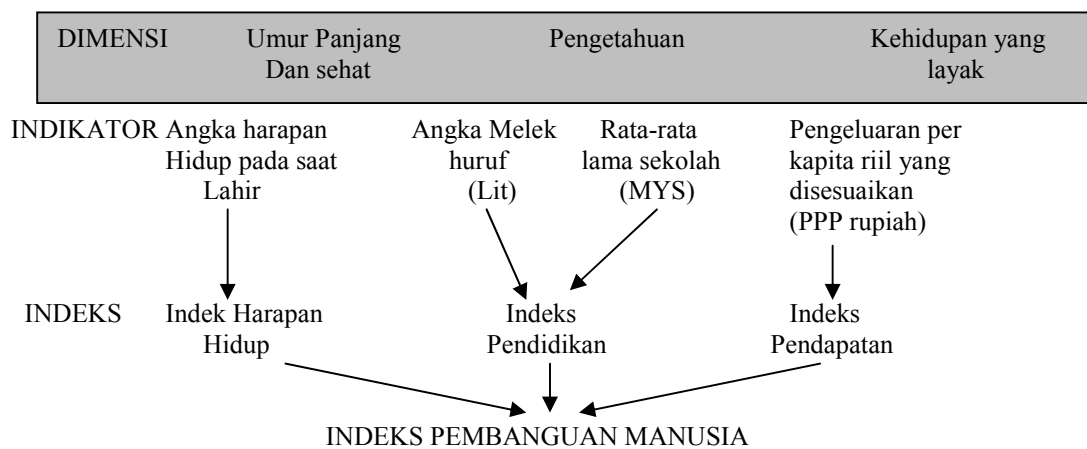 DIMENSI Umur Panjang Pengetahuan Kehidupan yang
Dan sehat layak
INDIKATOR Angka harapan Angka Melek Rata-rata Pengeluaran per
Hidup pada saat huruf lama sekolah kapita riil yang
Lahir (Lit) (MYS) disesuaikan
(PPP rupiah)
INDEKS Indek Harapan Indeks Indeks
Hidup Pendidikan Pendapatan
INDEKS PEMBANGUAN MANUSIA